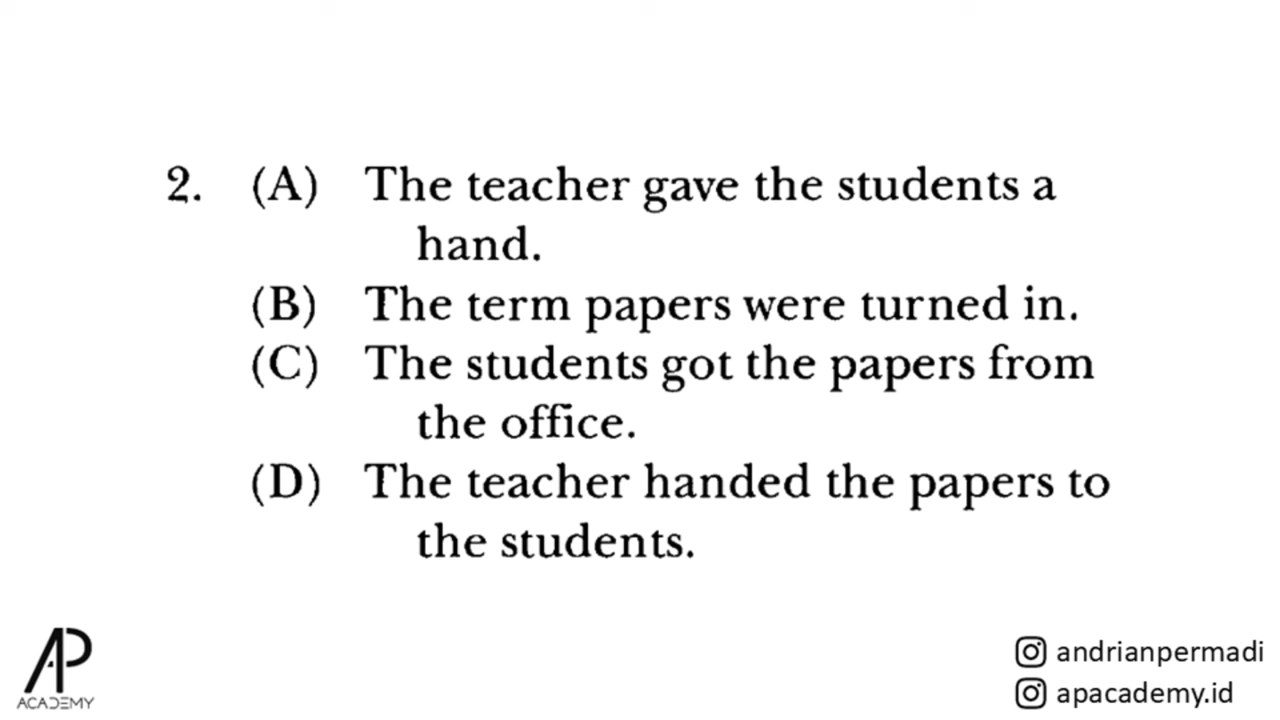 2. (A) The teacher gave the students a
hand.
(B) The term papers were turned in.
(C) The students got the papers from
the office.
(D) The teacher handed the papers to
the students.
AP
ACADEMY
andrianpermadi
apacademy.id